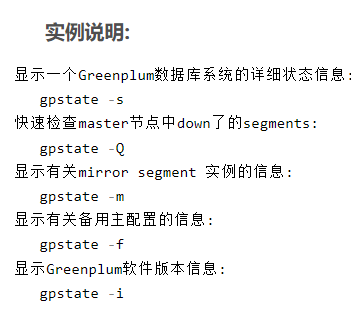 实例说明:
显示一个Greenplum数据库系统的详细状态信息:
gpstate -s
快速检查master节点中down了的segments:
gpstate -Q
显示有关mirror segment 实例的信息:
gpstate -m
显示有关备用主配置的信息:
gpstate -f
显示Greenplum软件版本信息:
gpstate -i